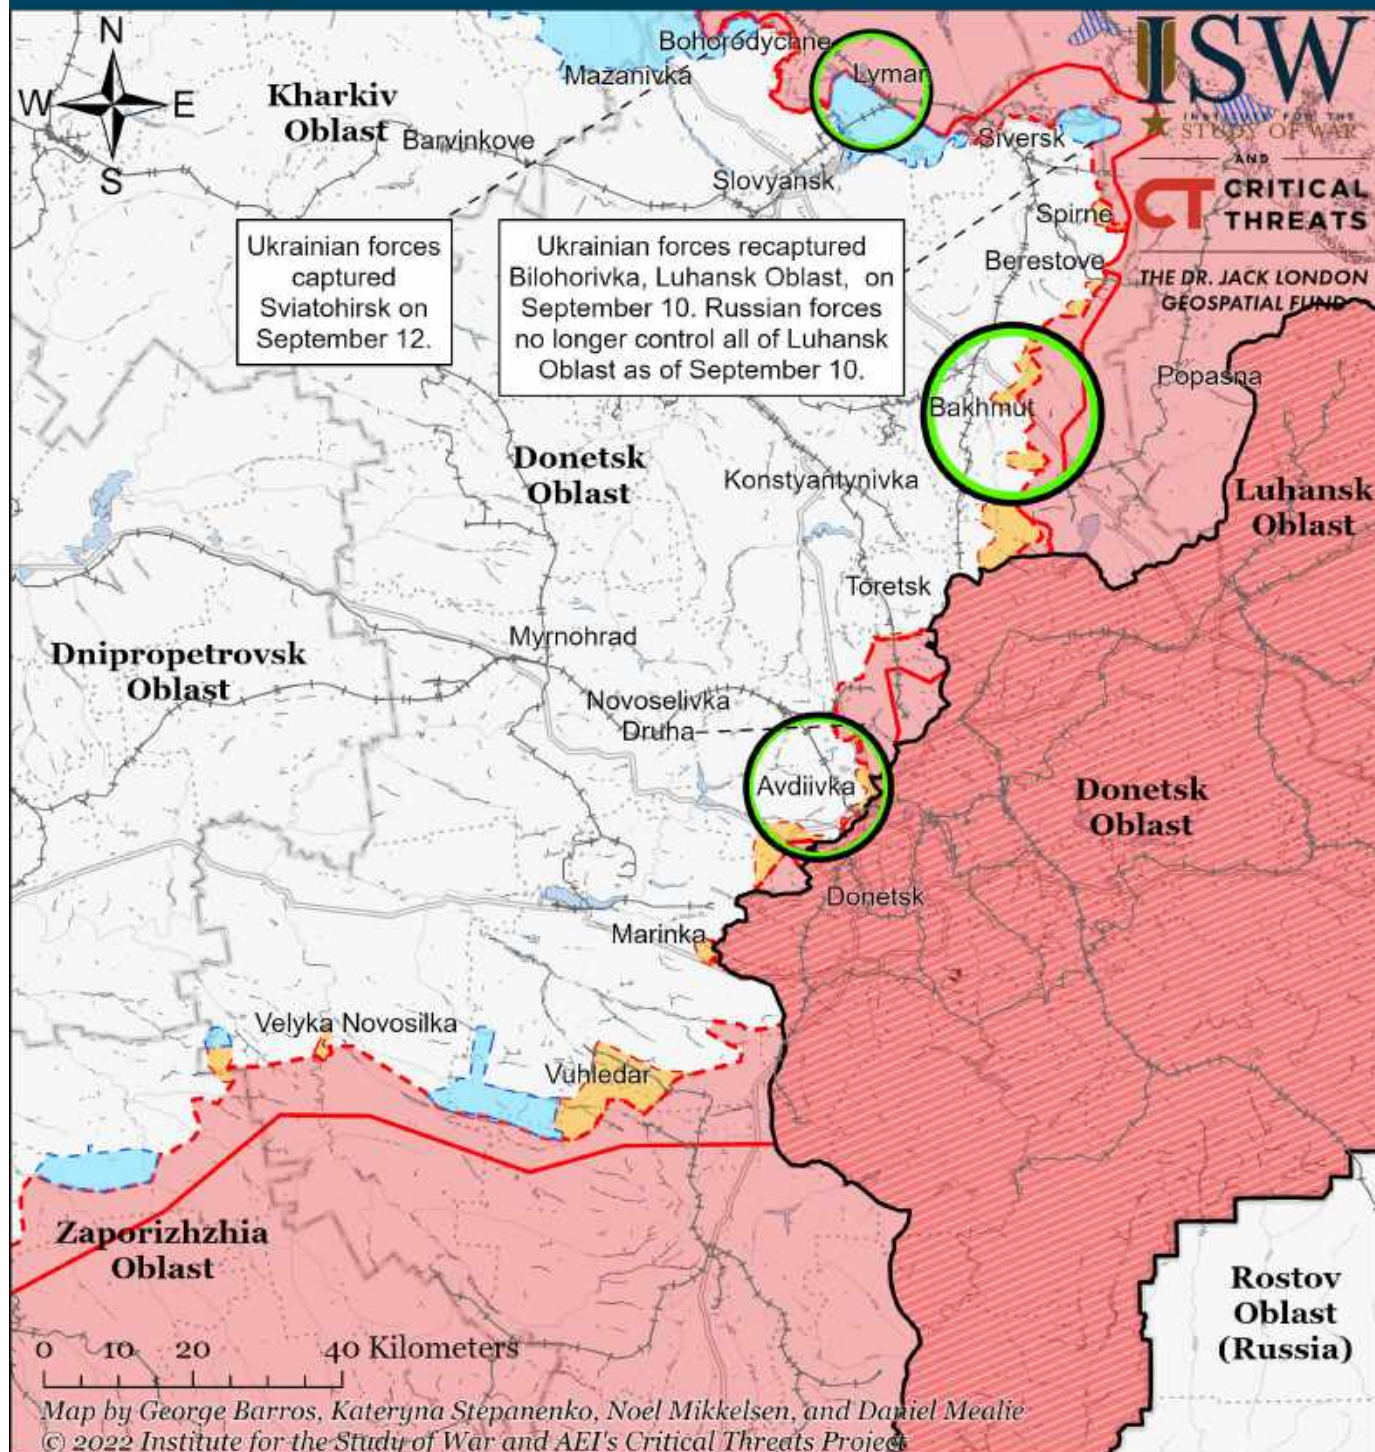 N
W
E
S
Kharkiv
Oblast
Bohorodychne
Mazanivka
Lyman
Barvinkove
Slovyansk
Siversk
Spirne
Berestove
ISW
INSTITUTE FOR THE
STUDY OF WAR
AND
CT CRITICAL
THREATS
THE DR. JACK LONDON
GEOSPATIAL FUND
Ukrainian forces
captured
Sviatohirsk on
September 12.
Ukrainian forces recaptured
Bilohorivka, Luhansk Oblast, on
September 10. Russian forces
no longer control all of Luhansk
Oblast as of September 10.
Popasna
Bakhmut
Donetsk
Oblast
Konstyantynivka
Luhansk
Oblast
Toretsk
Myrnohrad
Dnipropetrovsk
Oblast
Novoselivka
Druha
Avdiivka
Donetsk
Oblast
Donetsk
Marinka
Velyka Novosilka
Vuhledar
Zaporizhzhia
Oblast
Rostov
Oblast
(Russia)
0 10 20 40 Kilometers
Map by George Barros, Kateryna Stepanenko, Noel Mikkelsen, and Daniel Mealie
© 2022 Institute for the Study of War and AEI's Critical Threats Project